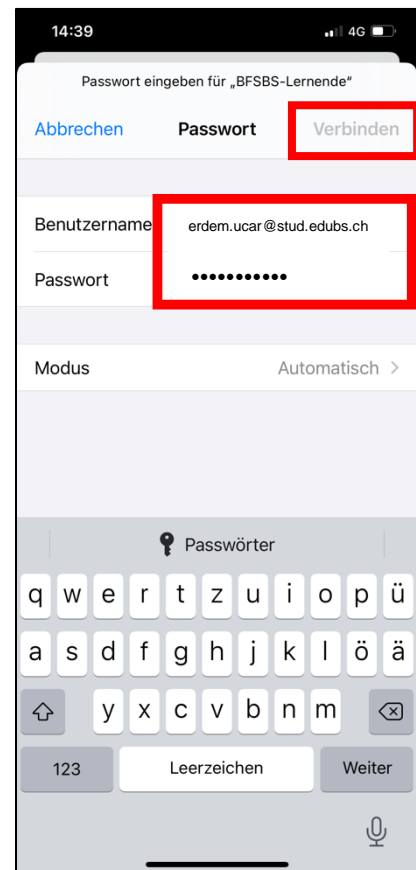 14:39 4G
Passwort eingeben für „BFSBS-Lernende“
Abbrechen Passwort Verbinden
Benutzername erdem.ucar@stud.edubs.ch
Passwort •••••••••••
Modus Automatisch >
Passwörter
q w e r t z u i o p ü
a s d f g h j k l ö ä
y x c v b n m
123 Leerzeichen Weiter